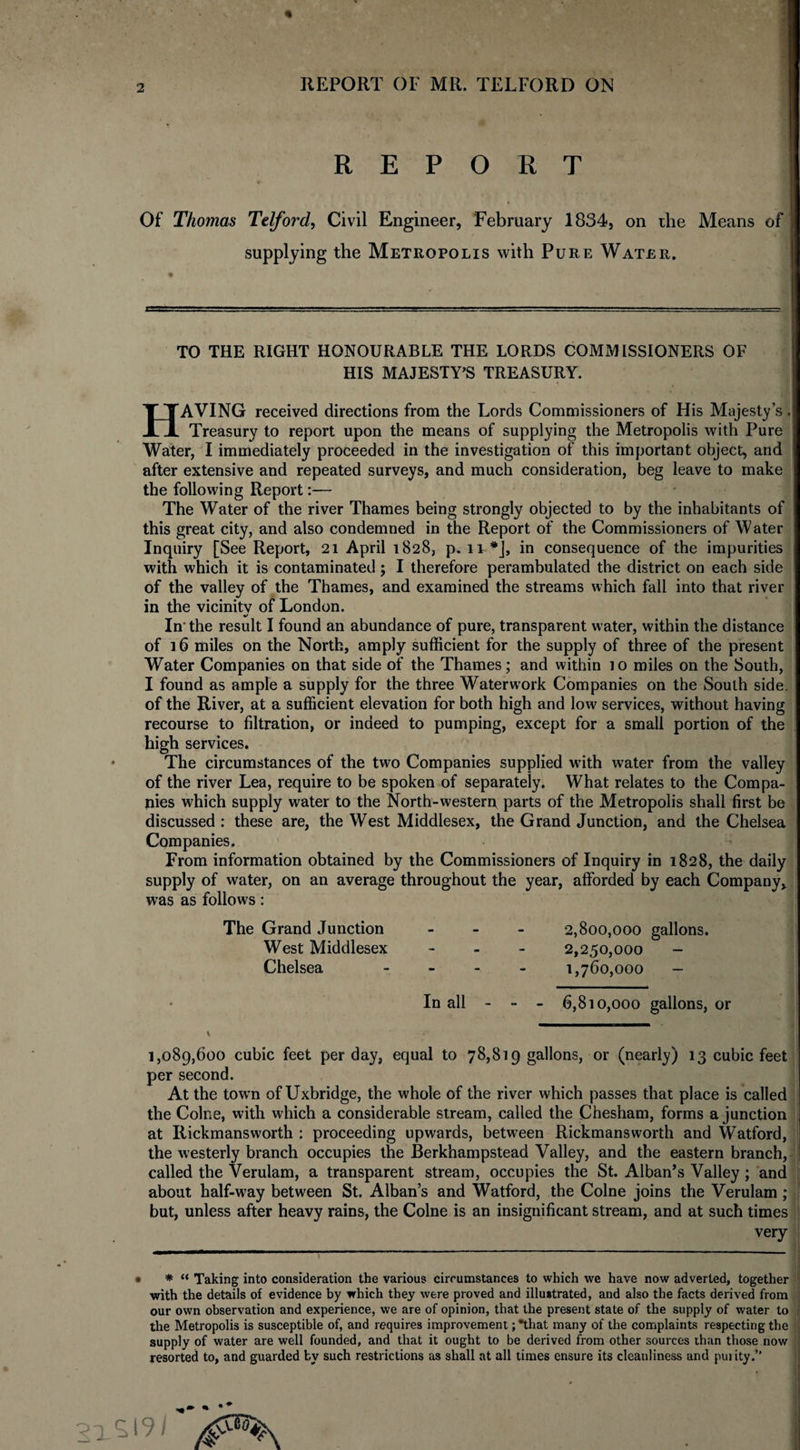 2 REPORT OF MR. TELFORD ON
REPORT
Of Thomas Telford, Civil Engineer, February 1834, on the Means of
supplying the METROPOLIS with PURE WATER.
TO THE RIGHT HONOURABLE THE LORDS COMMISSIONERS OF
HIS MAJESTY'S TREASURY.
HAVING received directions from the Lords Commissioners of His Majesty's
Treasury to report upon the means of supplying the Metropolis with Pure
Water, I immediately proceeded in the investigation of this important object, and
after extensive and repeated surveys, and much consideration, beg leave to make
the following Report:—
The Water of the river Thames being strongly objected to by the inhabitants of
this great city, and also condemned in the Report of the Commissioners of Water
Inquiry [See Report, 21 April 1828, p. 11 *], in consequence of the impurities
with which it is contaminated; I therefore perambulated the district on each side
of the valley of the Thames, and examined the streams which fall into that river
in the vicinity of London.
In the result I found an abundance of pure, transparent water, within the distance
of 16 miles on the North, amply sufficient for the supply of three of the present
Water Companies on that side of the Thames; and within 10 miles on the South,
I found as ample a supply for the three Waterwork Companies on the South side
of the River, at a sufficient elevation for both high and low services, without having
recourse to filtration, or indeed to pumping, except for a small portion of the
high services.
The circumstances of the two Companies supplied with water from the valley
of the river Lea, require to be spoken of separately. What relates to the Compa-
nies which supply water to the North-western parts of the Metropolis shall first be
discussed : these are, the West Middlesex, the Grand Junction, and the Chelsea
Companies.
From information obtained by the Commissioners of Inquiry in 1828, the daily
supply of water, on an average throughout the year, afforded by each Company,
was as follows :
The Grand Junction - - - 2,800,000 gallons.
West Middlesex - - - 2,250,000 –
Chelsea - - - - 1,760,000 –
In all - - - 6,810,000 gallons, or
1,089,600 cubic feet per day, equal to 78,819 gallons, or (nearly) 13 cubic feet
per second.
At the town of Uxbridge, the whole of the river which passes that place is called
the Colne, with which a considerable stream, called the Chesham, forms a junction
at Rickmansworth : proceeding upwards, between Rickmansworth and Watford,
the westerly branch occupies the Berkhampstead Valley, and the eastern branch,
called the Verulam, a transparent stream, occupies the St. Alban's Valley; and
about half-way between St. Alban's and Watford, the Colne joins the Verulam;
but, unless after heavy rains, the Colne is an insignificant stream, and at such times
very
* “ Taking into consideration the various circumstances to which we have now adverted, together
with the details of evidence by which they were proved and illustrated, and also the facts derived from
our own observation and experience, we are of opinion, that the present state of the supply of water to
the Metropolis is susceptible of, and requires improvement; that many of the complaints respecting the
supply of water are well founded, and that it ought to be derived from other sources than those now
resorted to, and guarded by such restrictions as shall at all times ensure its cleanliness and purity.”